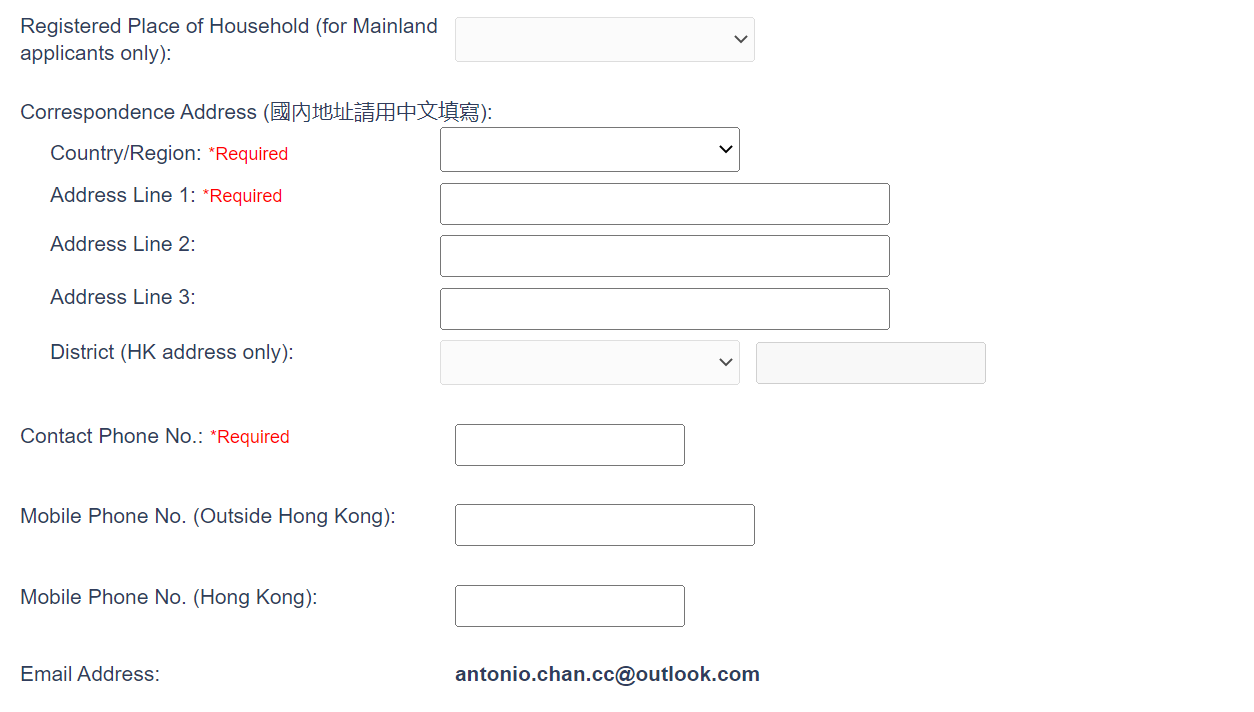 Registered Place of Household (for Mainland
applicants only):
Correspondence Address (國內地址請用中文填寫):
Country/Region: *Required
Address Line 1: *Required
Address Line 2:
Address Line 3:
District (HK address only):
Contact Phone No.: *Required
Mobile Phone No. (Outside Hong Kong):
Mobile Phone No. (Hong Kong):
Email Address: antonio.chan.cc@outlook.com